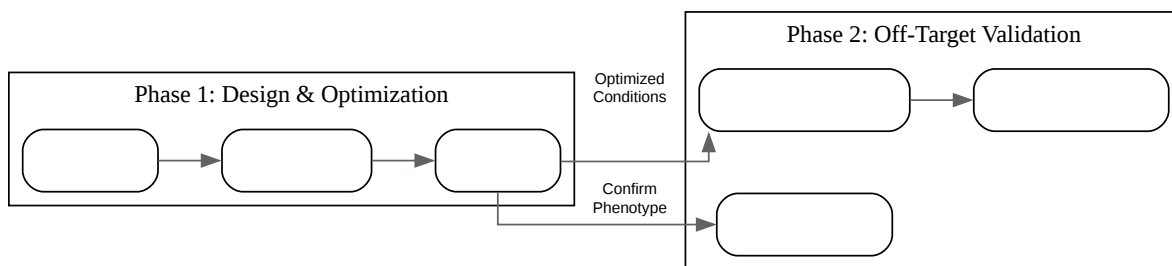 Phase 2: Off-Target Validation
Optimized
Conditions
Phase 1: Design & Optimization
Confirm
Phenotype